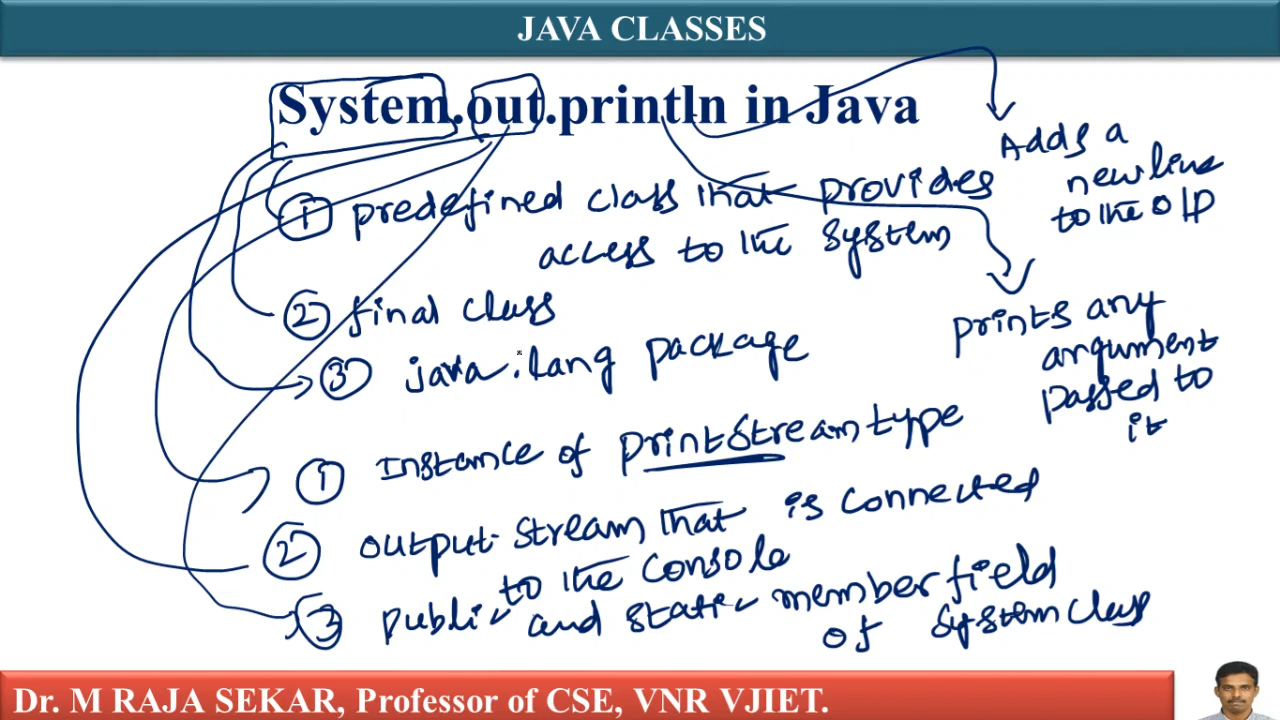 JAVA CLASSES
System.out.println in Java
Adds a
newline
to the O/P
① predefined class that provides
access to the system
② final class
③ java.lang package
prints any
argument
passed to
it
① Instance of printstream type
② output stream that is connected
to the console
③ public and static member field
of system class
Dr. M RAJA SEKAR, Professor of CSE, VNR VJIET.